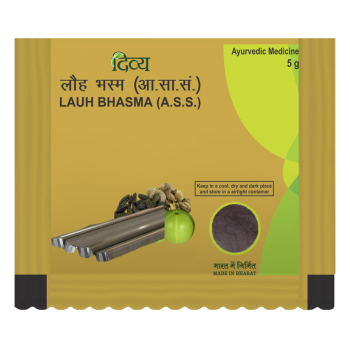 दिव्य
Ayurvedic Medicine
5 g
लौह भस्म (आ.सा.सं.)
LAUH BHASMA (A.S.S.)
Keep in a cool, dry and dark place
and store in a airtight container
भारत में निर्मित
MADE IN BHARAT